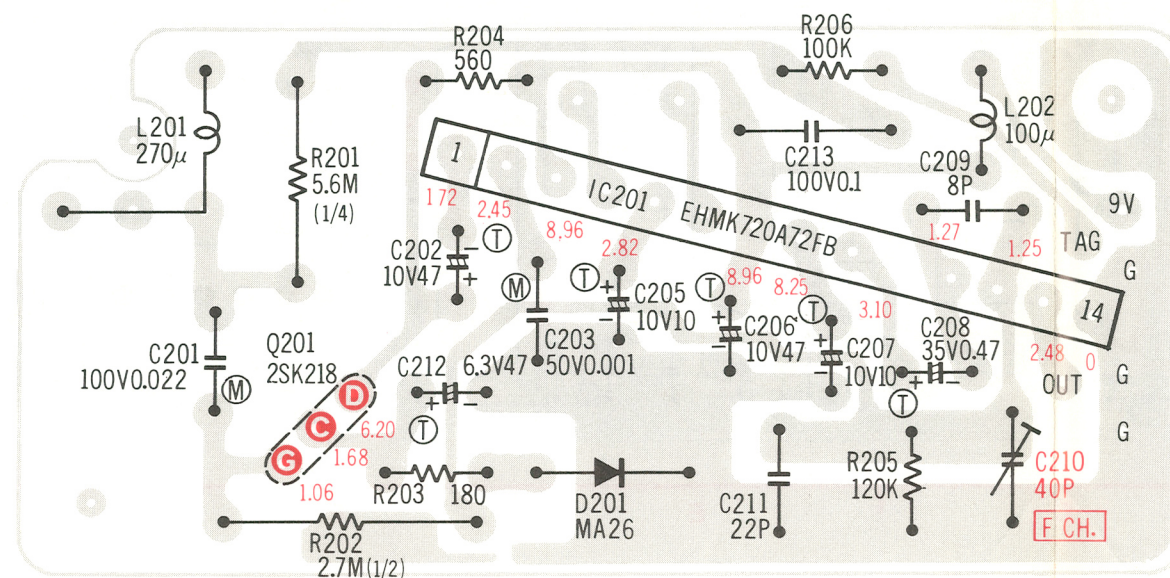 R204
560
R206
100K
L201
270μ
R201
5.6M
(1/4)
1
IC201 EHMK720A72FB
14
C213
100V0.1
L202
100μ
C209
8P
9V
TAG
G
1.72
2.45
8.96
2.82
8.96
8.25
3.10
1.27
1.25
2.48
0
C202
10V47
T
M
C203
50V0.001
T
C205
10V10
T
C206
10V47
T
C207
10V10
C208
35V0.47
T
OUT
G
G
C201
100V0.022
M
Q201
2SK218
D
C
G
6.20
1.68
1.06
C212 6.3V47
T
R203 180
R202
2.7M(1/2)
D201
MA26
C211
22P
R205
120K
C210
40P
F CH.